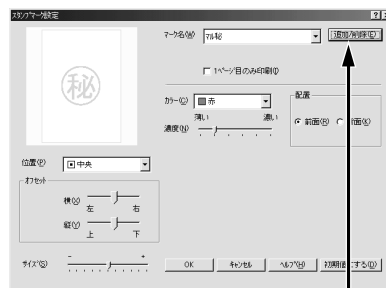 スタンプマーク設定
? |
マーク名(W) マル秘 追加/削除(E)
1ページ目のみ印刷(I)
㊙
カラー(C) 赤
薄い 濃い
濃度(N)
配置
前面(R) 背面(K)
位置(P) 中央
オフセット
横(X)
左 右
縦(Y)
上 下
サイズ(S) - +
OK キャンセル ヘルプ(H) 初期値にする(D)